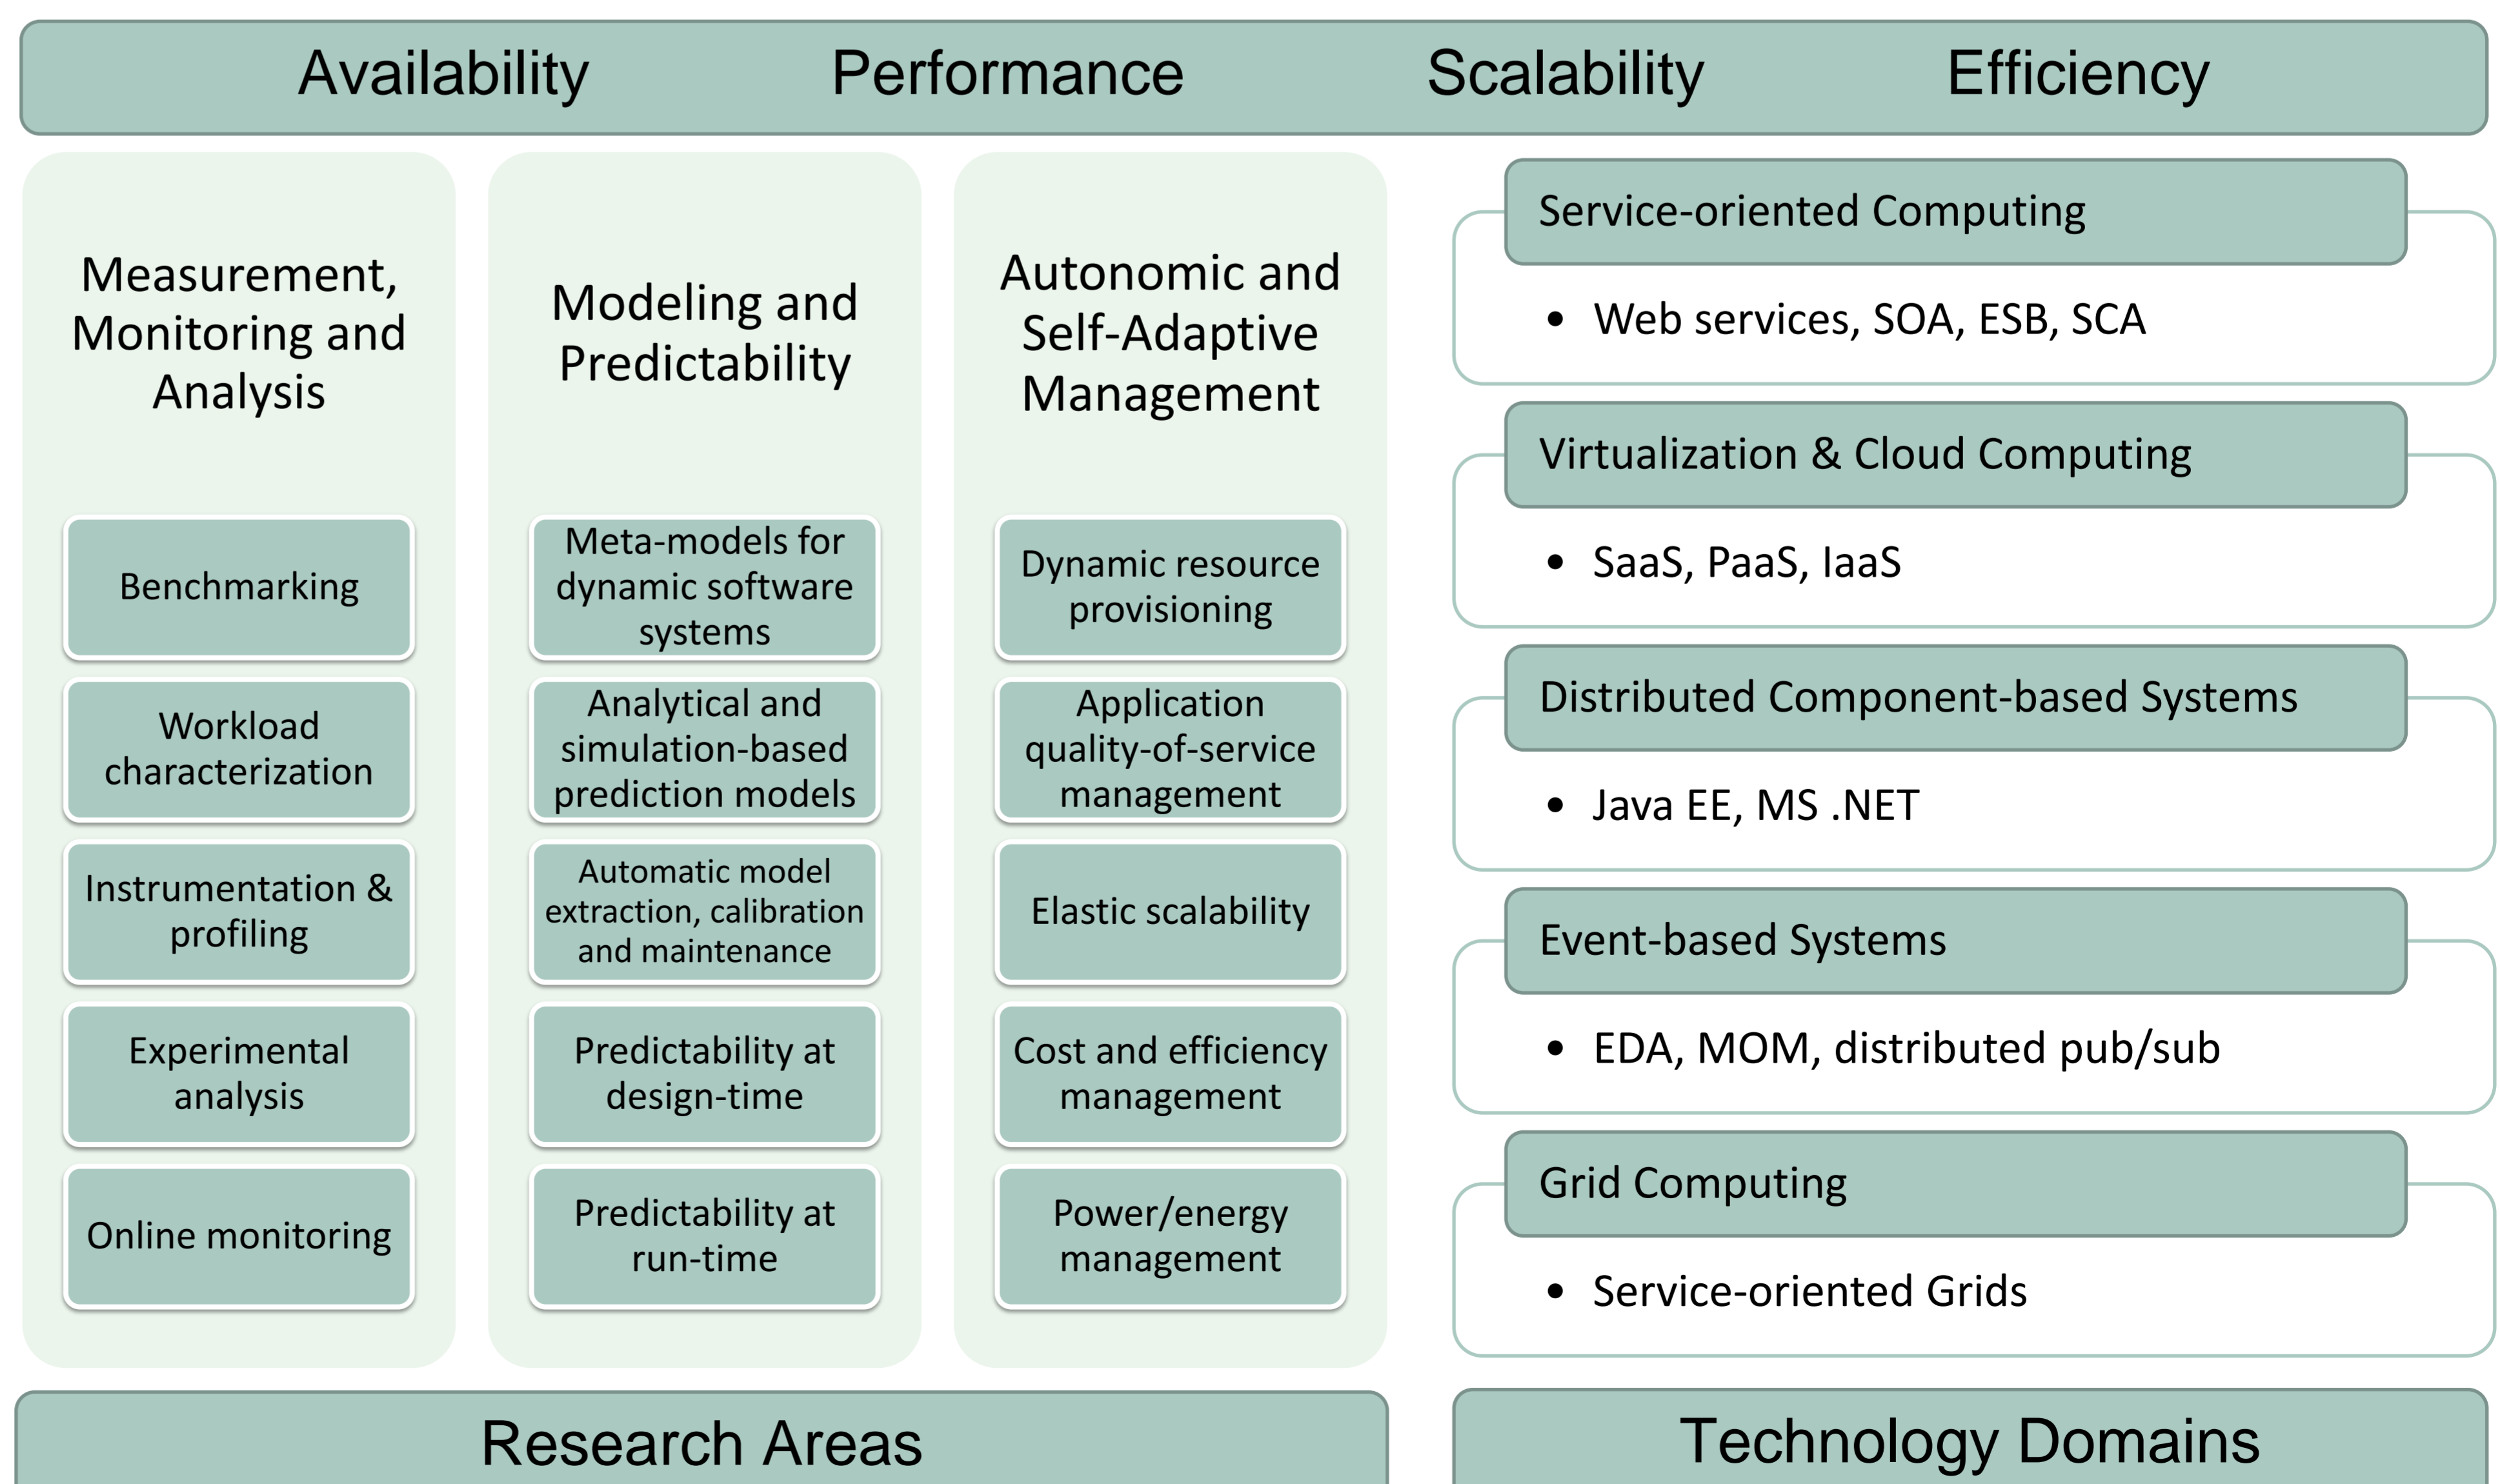 Availability Performance Scalability Efficiency
Measurement,
Monitoring and
Analysis
Benchmarking
Workload
characterization
Instrumentation &
profiling
Experimental
analysis
Online monitoring
Modeling and
Predictability
Meta-models for
dynamic software
systems
Analytical and
simulation-based
prediction models
Automatic model
extraction, calibration
and maintenance
Predictability at
design-time
Predictability at
run-time
Autonomic and
Self-Adaptive
Management
Dynamic resource
provisioning
Application
quality-of-service
management
Elastic scalability
Cost and efficiency
management
Power/energy
management
Research Areas
Service-oriented Computing
• Web services, SOA, ESB, SCA
Virtualization & Cloud Computing
• SaaS, PaaS, IaaS
Distributed Component-based Systems
• Java EE, MS .NET
Event-based Systems
• EDA, MOM, distributed pub/sub
Grid Computing
• Service-oriented Grids
Technology Domains